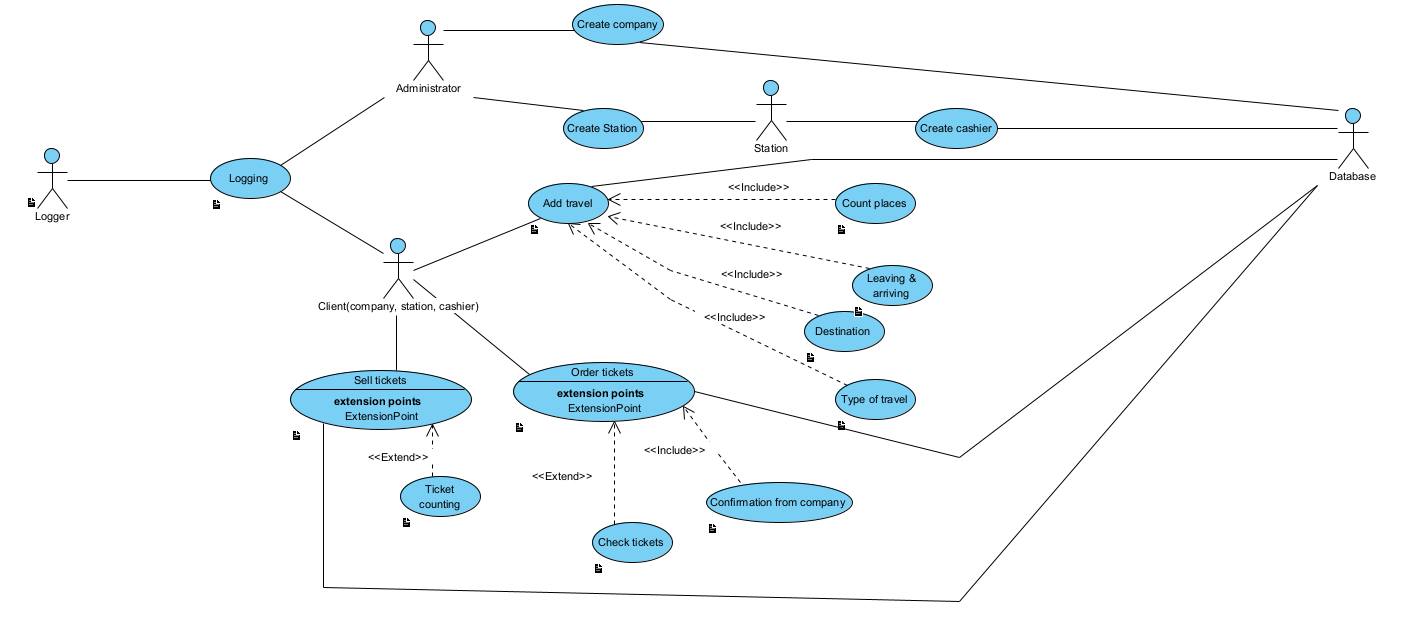 Create company
Administrator
Create Station
Station
Create cashier
Database
Logger
Logging
Add travel
<<Include>>
Count places
<<Include>>
Leaving &
arriving
<<Include>>
Destination
<<Include>>
Type of travel
Client(company, station, cashier)
Sell tickets
extension points
ExtensionPoint
Order tickets
extension points
ExtensionPoint
<<Extend>>
Ticket
counting
<<Extend>>
Check tickets
<<Include>>
Confirmation from company